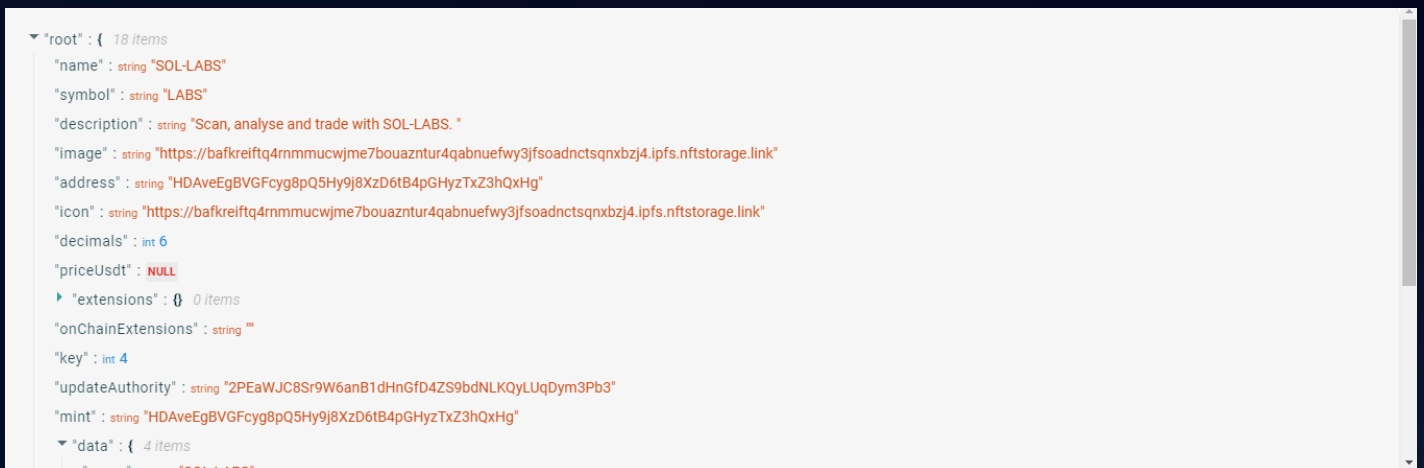 "root" : { 18 items
"name" : string "SOL-LABS"
"symbol" : string "LABS"
"description" : string "Scan, analyse and trade with SOL-LABS. "
"image" : string "https://bafkreiftq4rnmmucwjme7bouazntur4qabnuefwy3jfsoadnctsqnxbzj4.ipfs.nftstorage.link"
"address" : string "HDAveEgBVGFcyg8pQ5Hy9j8XzD6tB4pGHyzTxZ3hQxHg"
"icon" : string "https://bafkreiftq4rnmmucwjme7bouazntur4qabnuefwy3jfsoadnctsqnxbzj4.ipfs.nftstorage.link"
"decimals" : int 6
"priceUsdt" : NULL
"extensions" : {} 0 items
"onChainExtensions" : string ""
"key" : int 4
"updateAuthority" : string "2PEaWJC8Sr9W6anB1dHnGfD4ZS9bdNLKQyLUqDym3Pb3"
"mint" : string "HDAveEgBVGFcyg8pQ5Hy9j8XzD6tB4pGHyzTxZ3hQxHg"
"data" : { 4 items